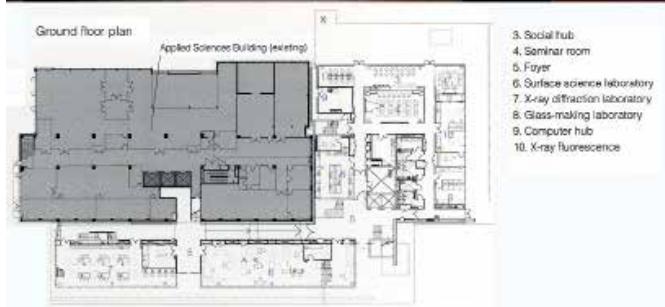 Ground floor plan
Applied Sciences Building (existing)
X
3. Social hub
4. Seminar room
5. Foyer
6. Surface science laboratory
7. X-ray diffraction laboratory
8. Glass-making laboratory
9. Computer hub
10. X-ray fluorescence
5